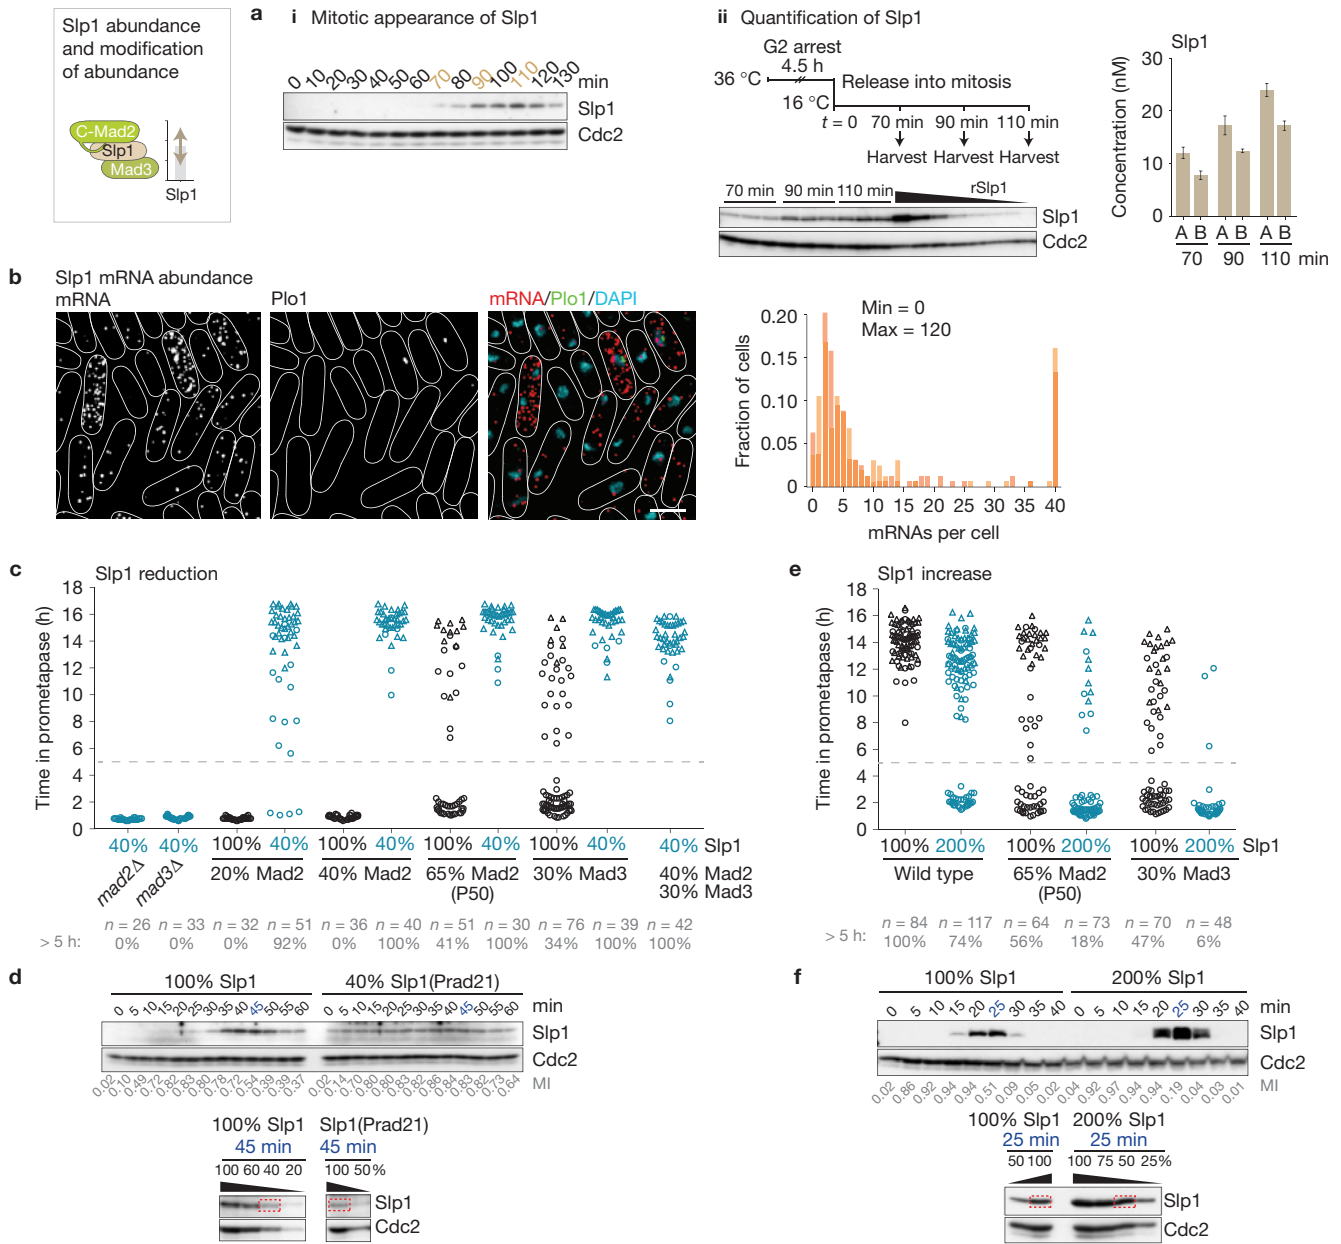 Slp1 abundance
and modification
of abundance
C-Mad2
Slp1
Mad3
Slp1
a i Mitotic appearance of Slp1
0 10 20 30 40 50 60 70 80 90 100 110 120 130 min
Slp1
Cdc2
ii Quantification of Slp1
G2 arrest
4.5 h
36 °C
Release into mitosis
16 °C
t = 0 70 min 90 min 110 min
Harvest Harvest Harvest
70 min 90 min 110 min rSlp1
Slp1
Cdc2
Slp1
Concentration (nM)
30
20
10
0
A B A B A B
70 90 110 min
b Slp1 mRNA abundance
mRNA Plo1 mRNA/Plo1/DAPI
Min = 0
Max = 120
Fraction of cells
0.20
0.15
0.10
0.05
0
0 5 10 15 20 25 30 35 40
mRNAs per cell
c Slp1 reduction
Time in prometapase (h)
18
16
14
12
10
8
6
4
2
0
40% 40% 100% 40% 100% 40% 100% 40% 100% 40% 40% Slp1
mad2Δ mad3Δ 20% Mad2 40% Mad2 65% Mad2 30% Mad3 40% Mad2
(P50) 30% Mad3
n = 26 n = 33 n = 32 n = 51 n = 36 n = 40 n = 51 n = 30 n = 76 n = 39 n = 42
> 5 h: 0% 0% 0% 92% 0% 100% 41% 100% 34% 100% 100%
e Slp1 increase
Time in prometapase (h)
18
16
14
12
10
8
6
4
2
0
100% 200% 100% 200% 100% 200% Slp1
Wild type 65% Mad2 30% Mad3
(P50)
n = 84 n = 117 n = 64 n = 73 n = 70 n = 48
> 5 h: 100% 74% 56% 18% 47% 6%
d 100% Slp1 40% Slp1(Prad21)
0 5 10 15 20 25 30 35 40 45 50 55 60 0 5 10 15 20 25 30 35 40 45 50 55 60 min
Slp1
Cdc2
0.02 0.10 0.49 0.72 0.82 0.83 0.80 0.78 0.72 0.54 0.39 0.39 0.37 0.02 0.14 0.70 0.80 0.80 0.83 0.82 0.86 0.84 0.83 0.82 0.73 0.64 MI
100% Slp1 Slp1(Prad21)
45 min 45 min
100 60 40 20 100 50%
Slp1
Cdc2
f 100% Slp1 200% Slp1
0 5 10 15 20 25 30 35 40 0 5 10 15 20 25 30 35 40 min
Slp1
Cdc2
0.02 0.86 0.92 0.94 0.94 0.51 0.09 0.05 0.02 0.04 0.92 0.97 0.94 0.94 0.19 0.04 0.03 0.01 MI
100% Slp1 200% Slp1
25 min 25 min
50 100 100 75 50 25%
Slp1
Cdc2